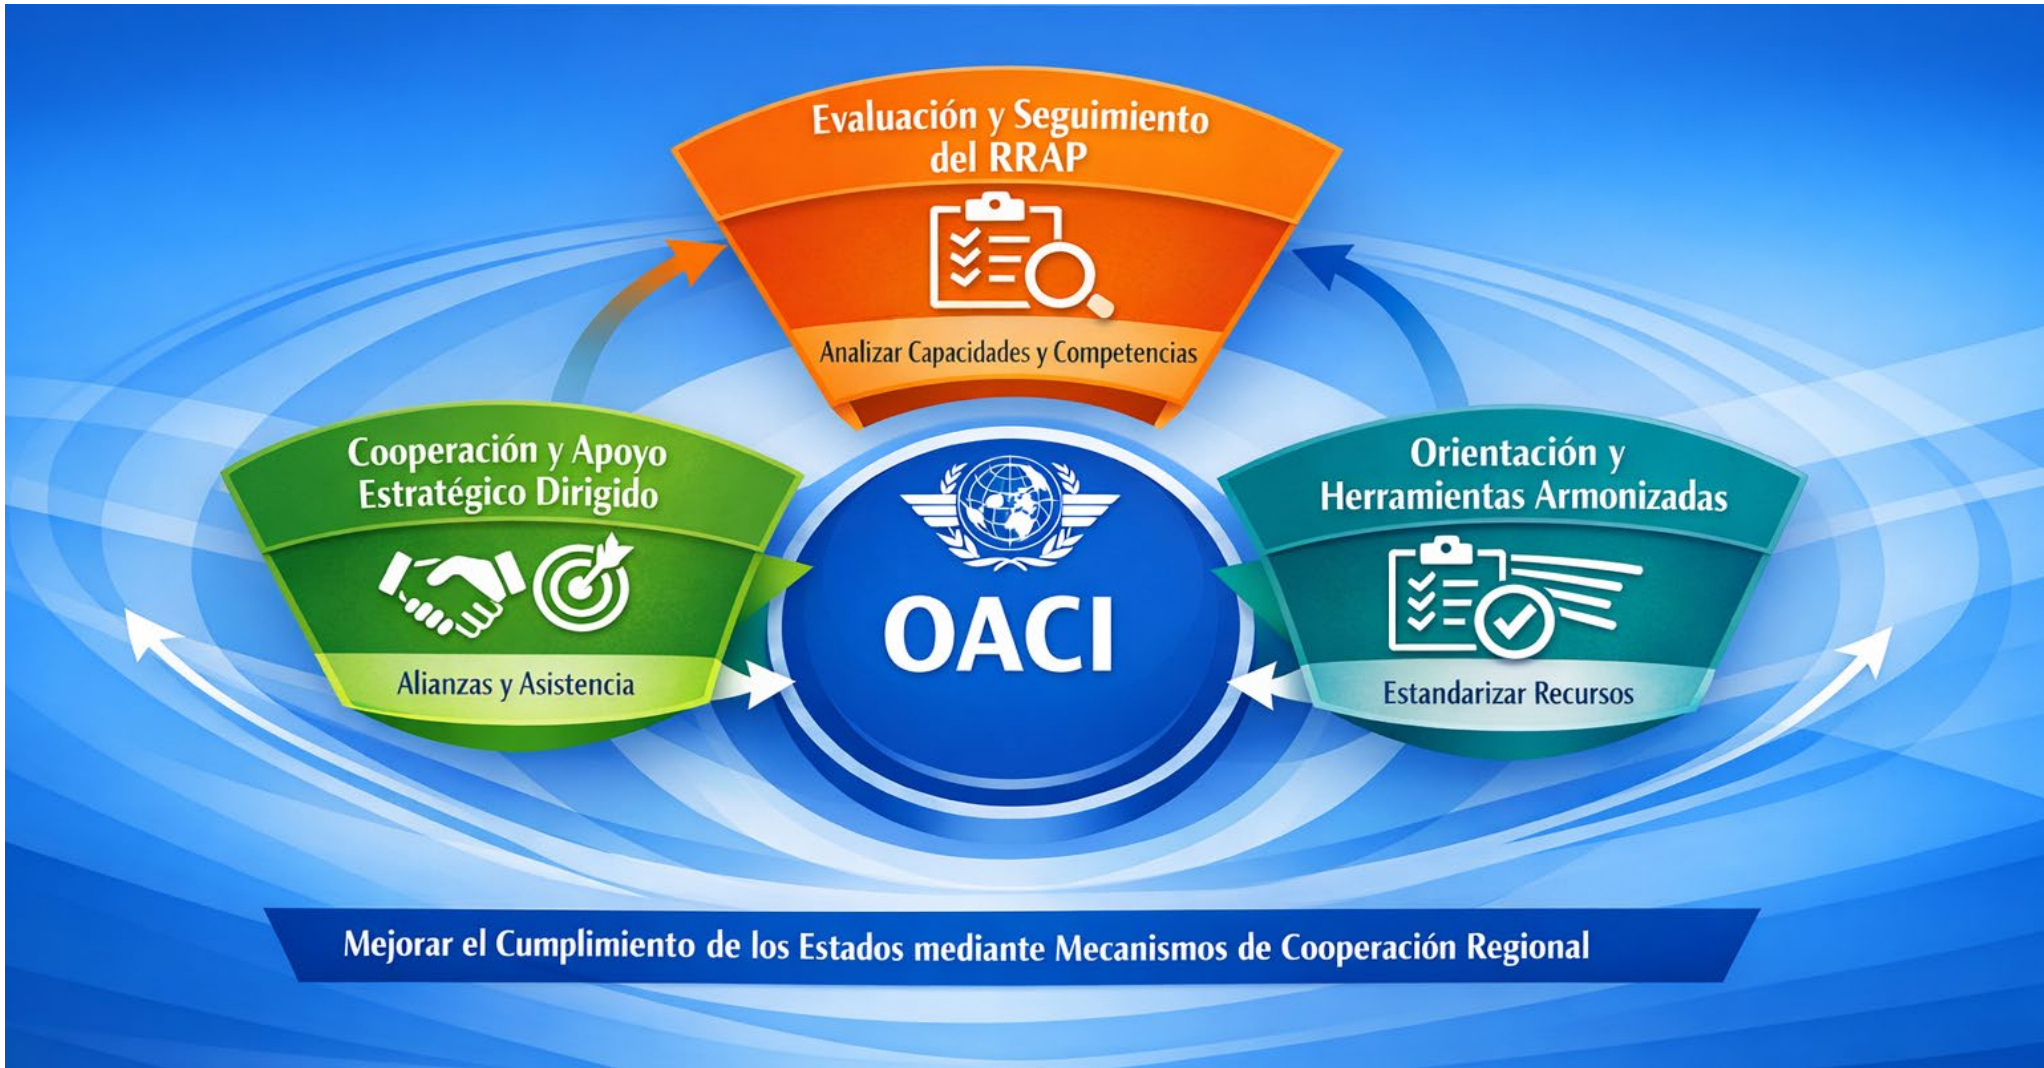 Evaluación y Seguimiento
del RRAP
Analizar Capacidades y Competencias
Cooperación y Apoyo
Estratégico Dirigido
Alianzas y Asistencia
OACI
Orientación y
Herramientas Armonizadas
Estandarizar Recursos
Mejorar el Cumplimiento de los Estados mediante Mecanismos de Cooperación Regional